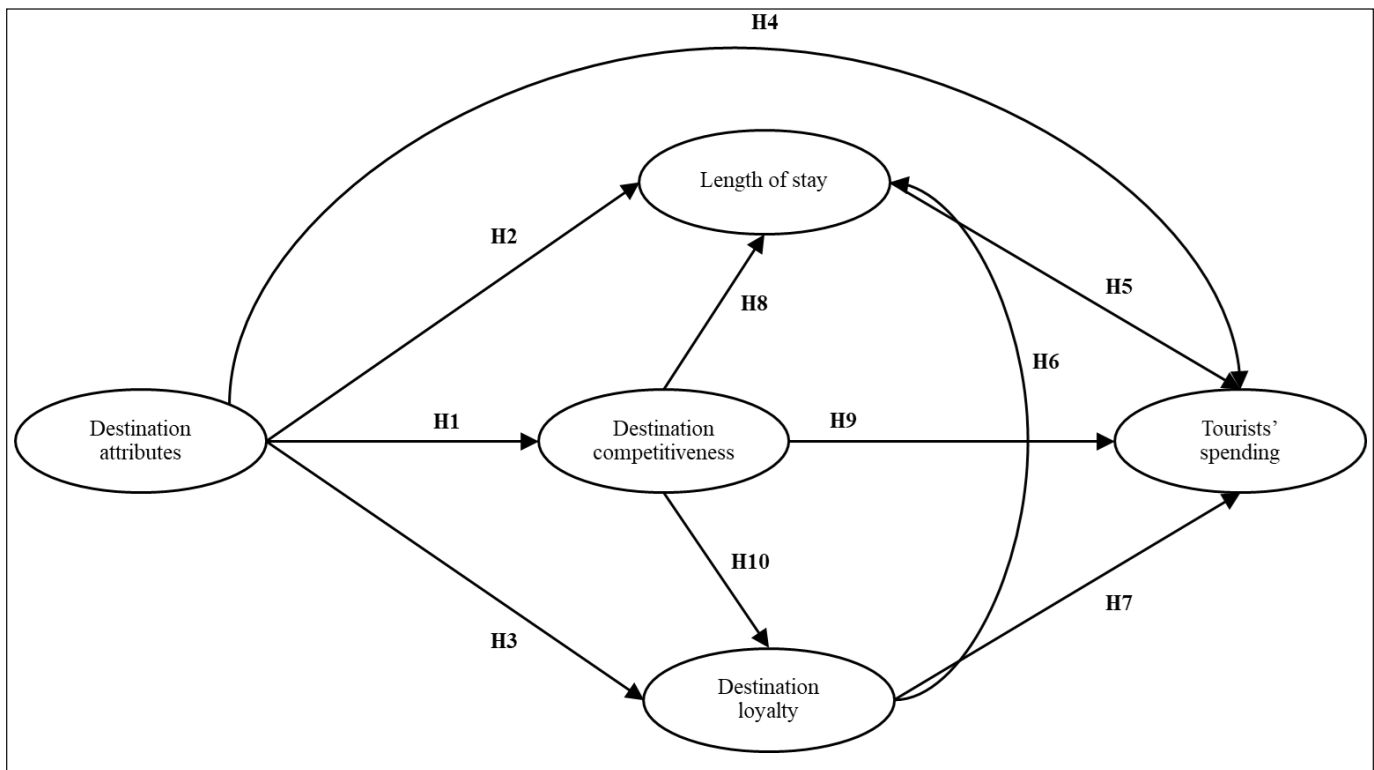 H4
Length of stay
H2
H5
H8
H6
Destination
attributes
H1
Destination
competitiveness
H9
Tourists’
spending
H10
H7
H3
Destination
loyalty